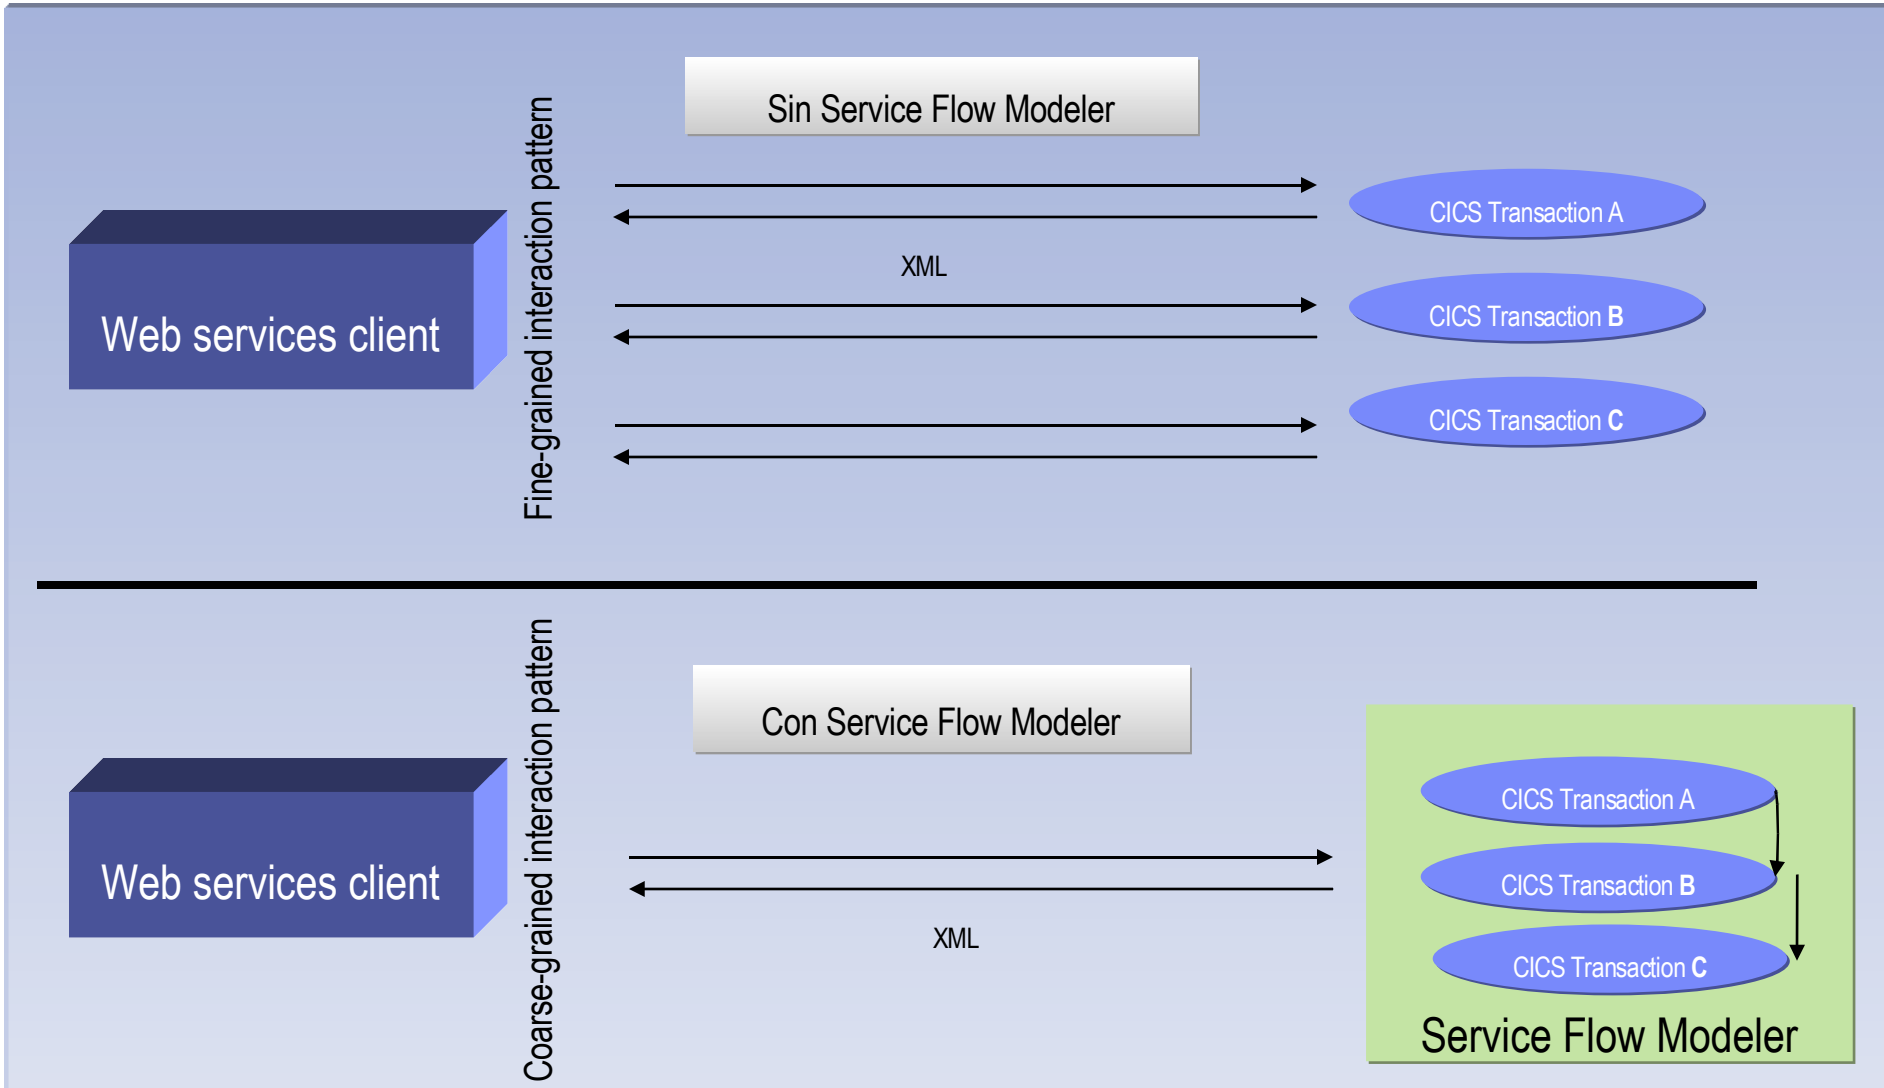 Sin Service Flow Modeler
Fine-grained interaction pattern
Web services client
XML
CICS Transaction A
CICS Transaction B
CICS Transaction C
Con Service Flow Modeler
Coarse-grained interaction pattern
Web services client
XML
CICS Transaction A
CICS Transaction B
CICS Transaction C
Service Flow Modeler